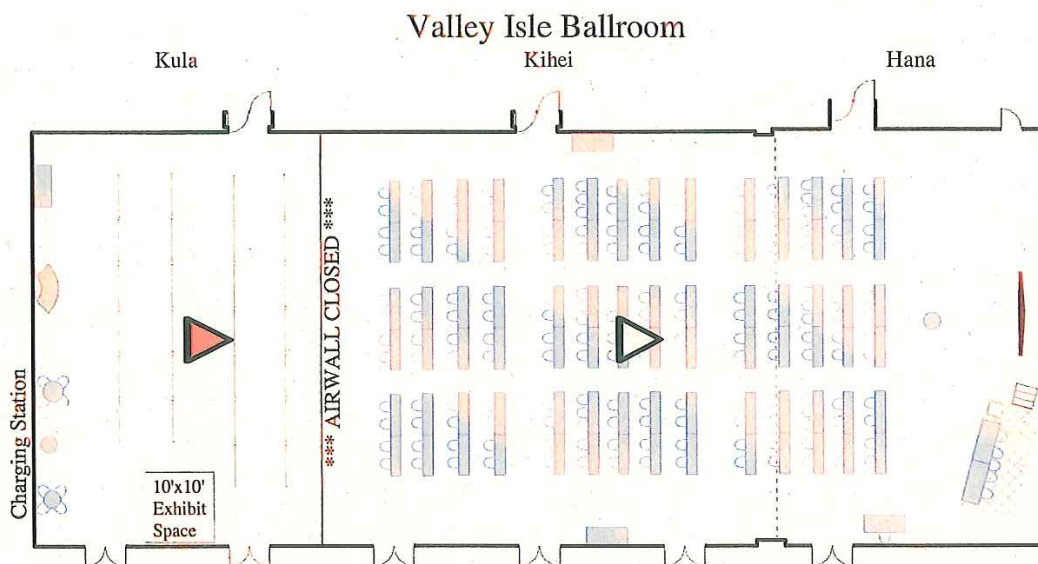 Valley Isle Ballroom
Kula
Kihei
Hana
*** AIRWALL CLOSED ***
Charging Station
10'x10'
Exhibit
Space